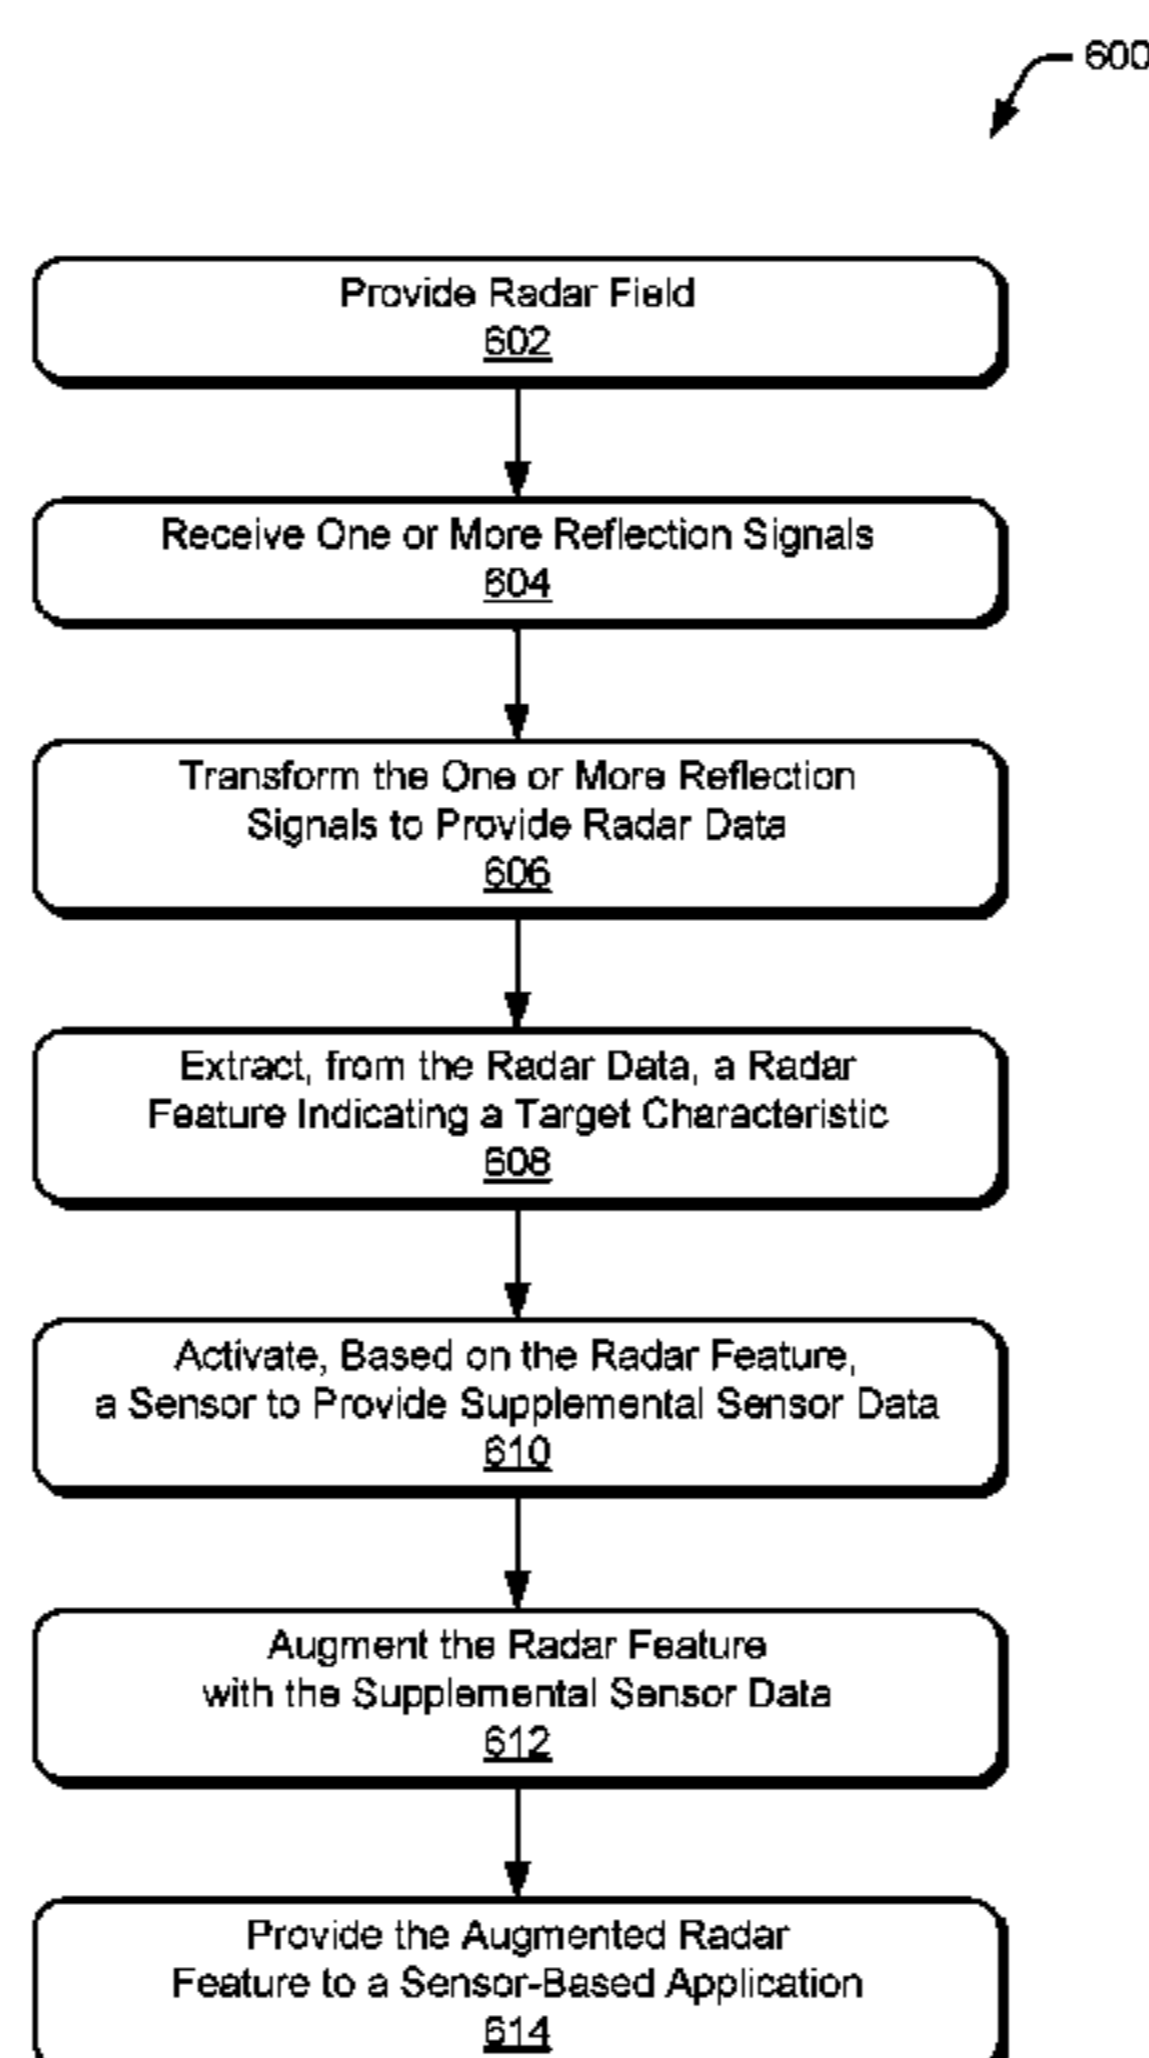 600
Provide Radar Field
602
Receive One or More Reflection Signals
604
Transform the One or More Reflection
Signals to Provide Radar Data
606
Extract, from the Radar Data, a Radar
Feature Indicating a Target Characteristic
608
Activate, Based on the Radar Feature,
a Sensor to Provide Supplemental Sensor Data
610
Augment the Radar Feature
with the Supplemental Sensor Data
612
Provide the Augmented Radar
Feature to a Sensor-Based Application
614